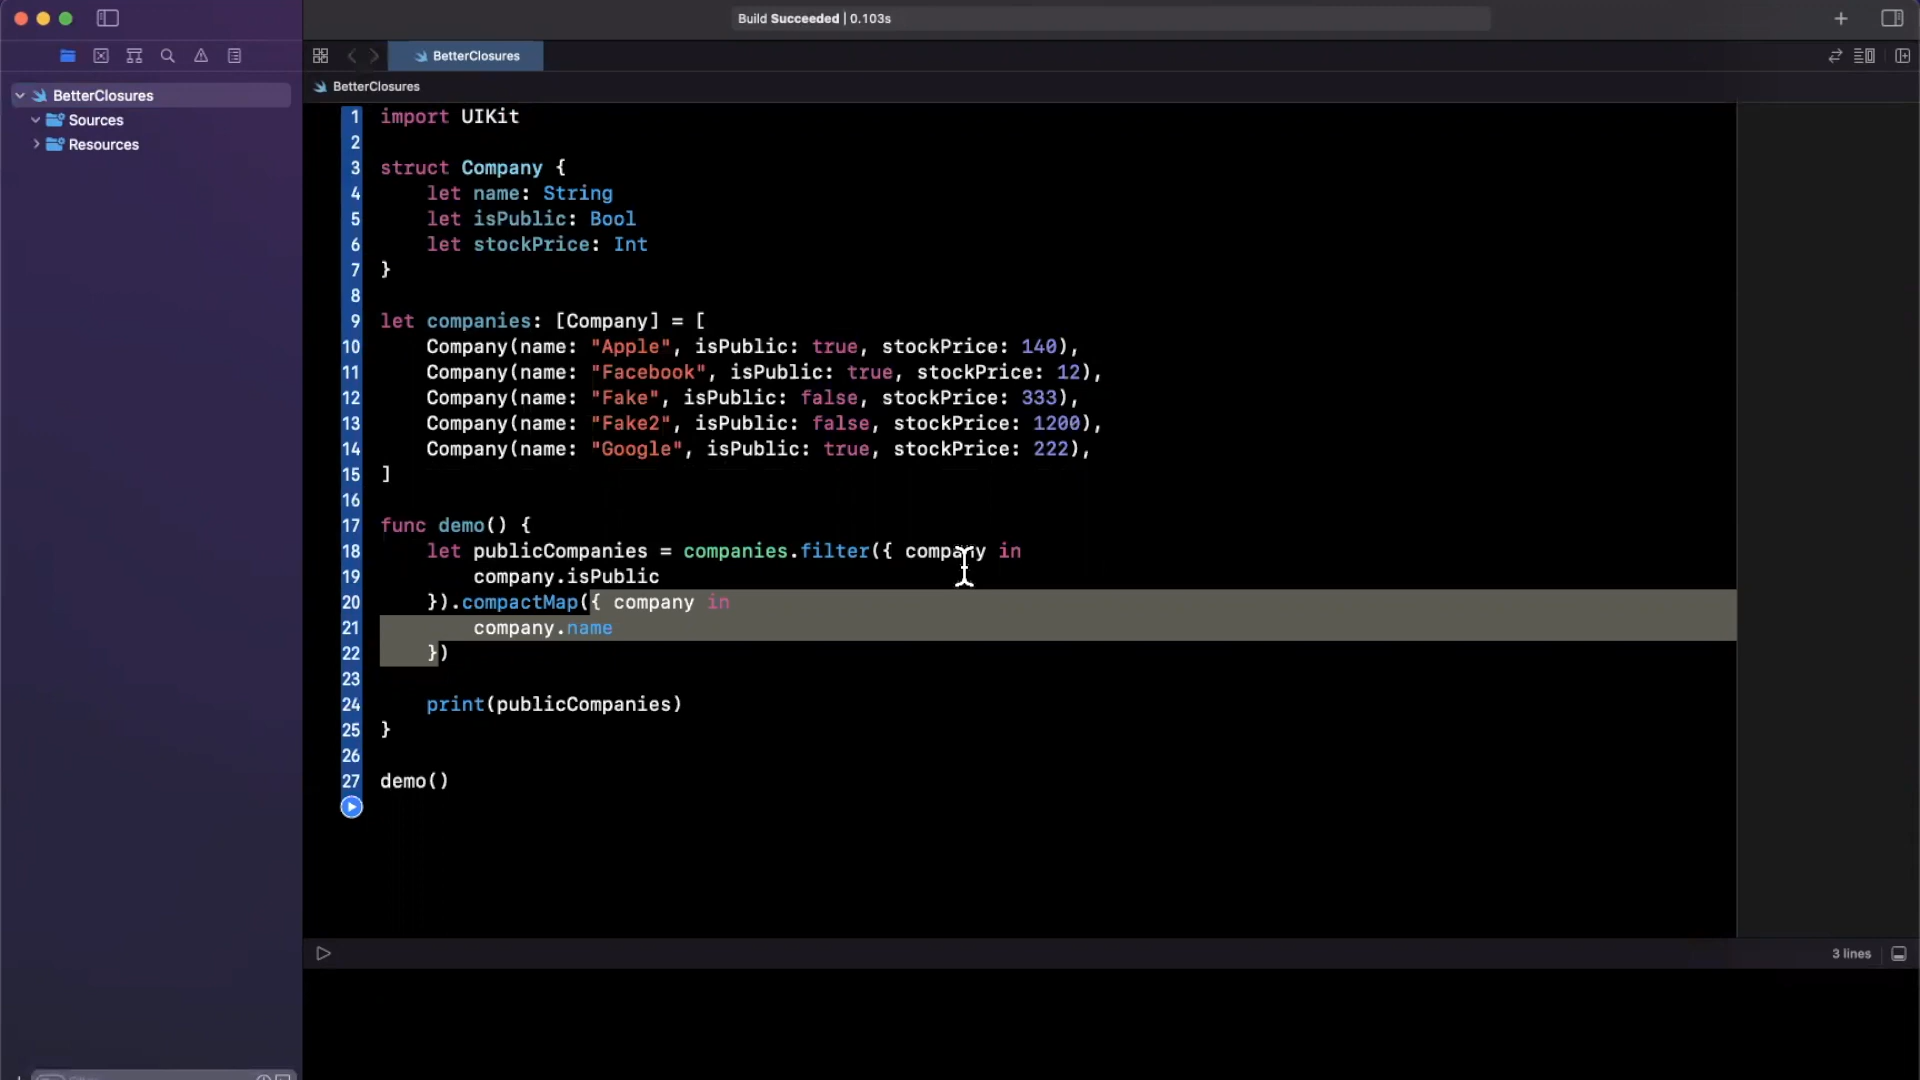 Build Succeeded | 0.103s
BetterClosures
BetterClosures
BetterClosures
Sources
Resources
1 import UIKit
2
3 struct Company {
4     let name: String
5     let isPublic: Bool
6     let stockPrice: Int
7 }
8
9 let companies: [Company] = [
10     Company(name: "Apple", isPublic: true, stockPrice: 140),
11     Company(name: "Facebook", isPublic: true, stockPrice: 12),
12     Company(name: "Fake", isPublic: false, stockPrice: 333),
13     Company(name: "Fake2", isPublic: false, stockPrice: 1200),
14     Company(name: "Google", isPublic: true, stockPrice: 222),
15 ]
16
17 func demo() {
18     let publicCompanies = companies.filter({ company in
19         company.isPublic
20     }).compactMap({ company in
21         company.name
22     })
23
24     print(publicCompanies)
25 }
26
27 demo()
3 lines